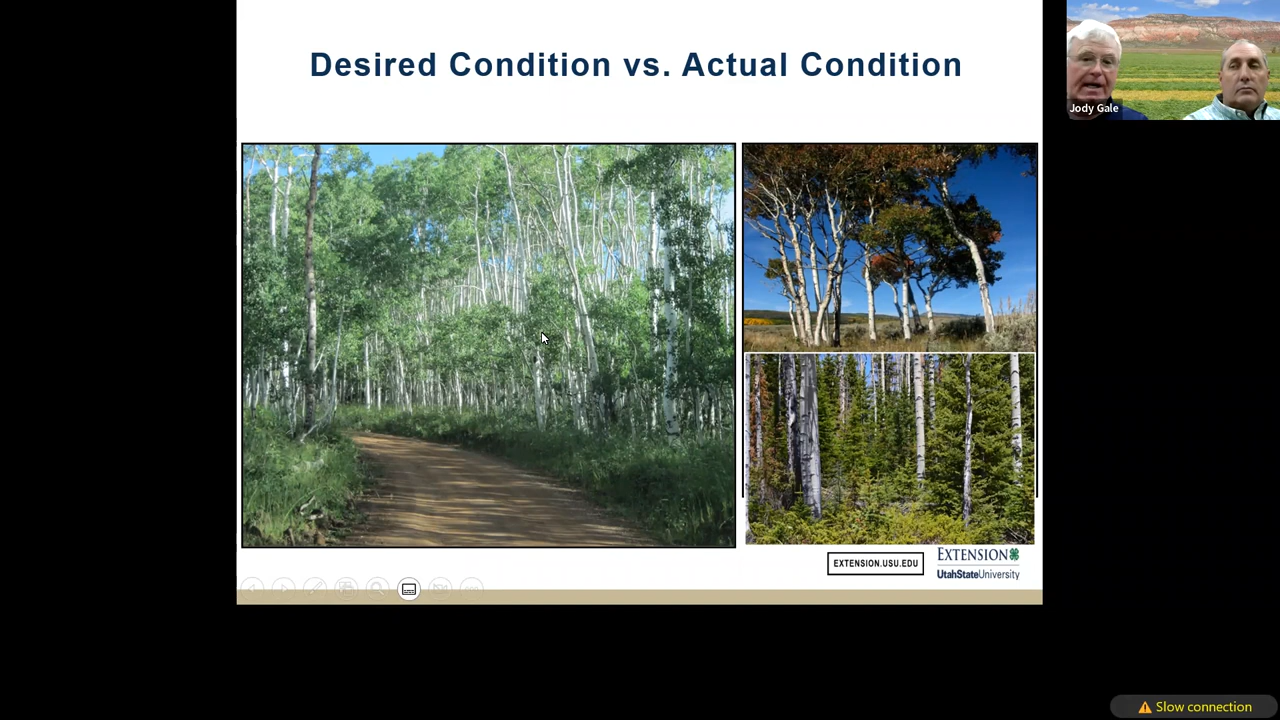 Desired Condition vs. Actual Condition
Jody Gale
EXTENSION.USU.EDU
EXTENSION
UtahStateUniversity
Slow connection